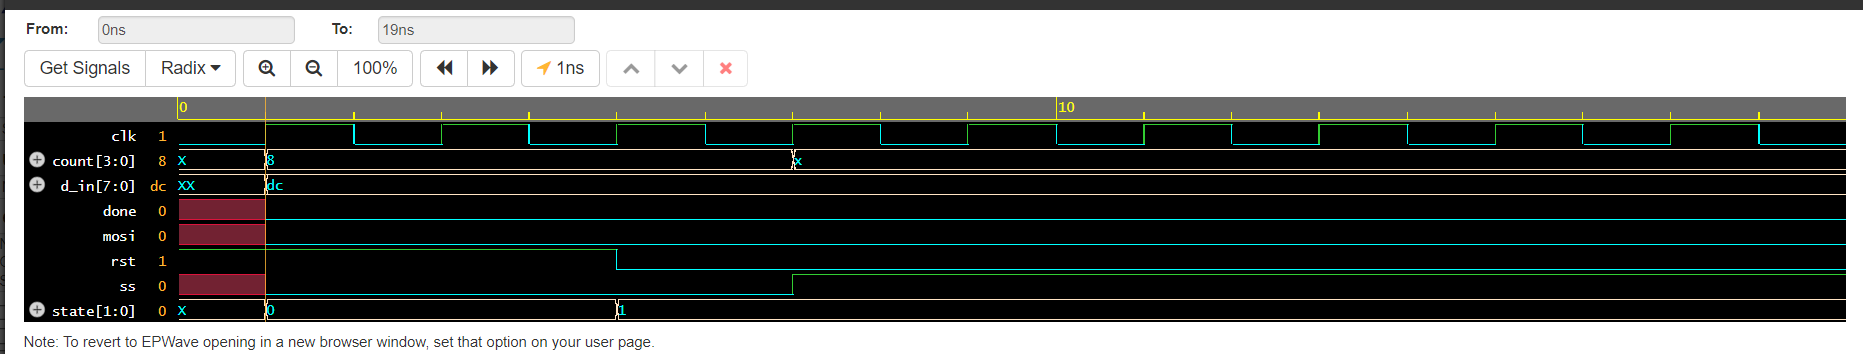 From: 0ns To: 19ns
Get Signals Radix 100% 1ns
0 10
clk 1
count[3:0] 8 X 8 x
d_in[7:0] dc XX dc
done 0
mosi 0
rst 1
ss 0
state[1:0] 0 X 0 1
Note: To revert to EPWave opening in a new browser window, set that option on your user page.